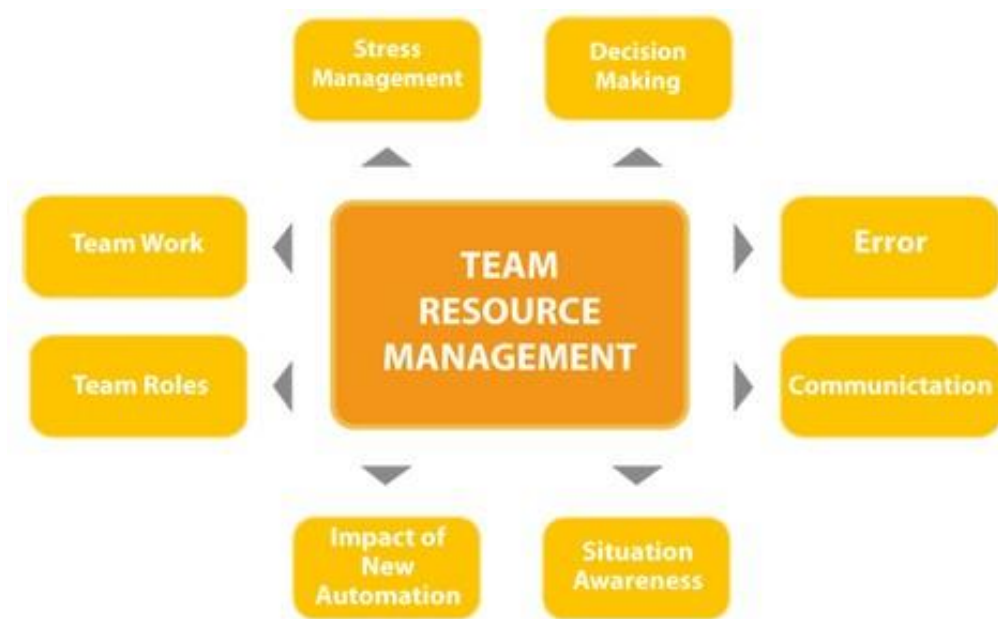 Stress
Management
Decision
Making
Team Work
TEAM
RESOURCE
MANAGEMENT
Error
Team Roles
Communictation
Impact of
New
Automation
Situation
Awareness